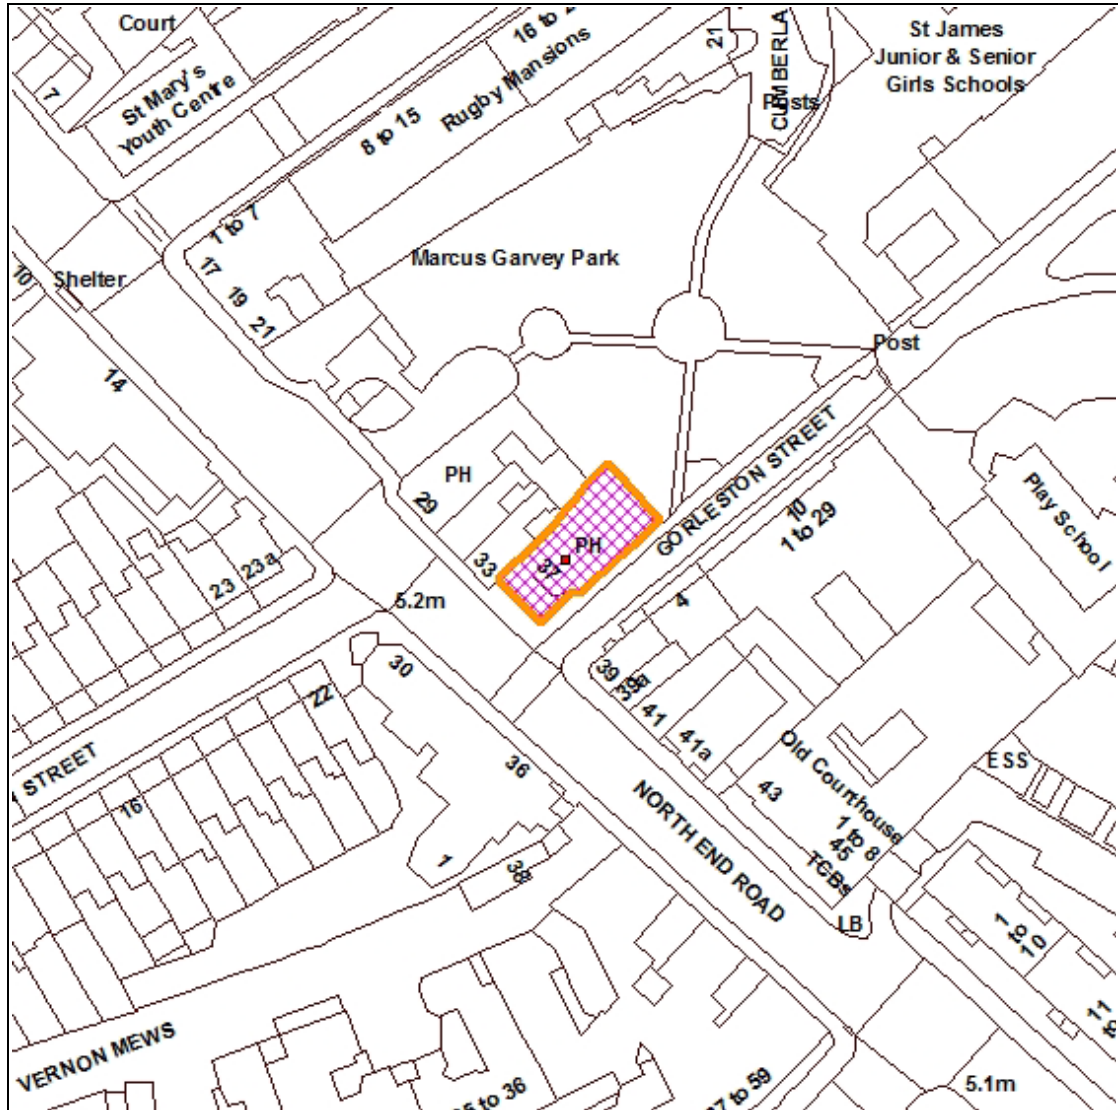 Court
St Mary's
Youth Centre
7
16 to
Rugby Mansions
8 to 15
21
Posts
St James
Junior & Senior
Girls Schools
1 to 7
17
19
21
10
Shelter
14
Marcus Garvey Park
Post
PH
29
33
PH
37
GORLESTON STREET
10
1 to 29
Play School
23
23a
5.2m
30
22
16
STREET
36
1
38
4
39
39a
41
41a
43
Old Courthouse
1 to 8
45
TCBs
LB
NORTH END ROAD
ESS
1
to
10
11
VERNON MEWS
to 36
to 59
5.1m